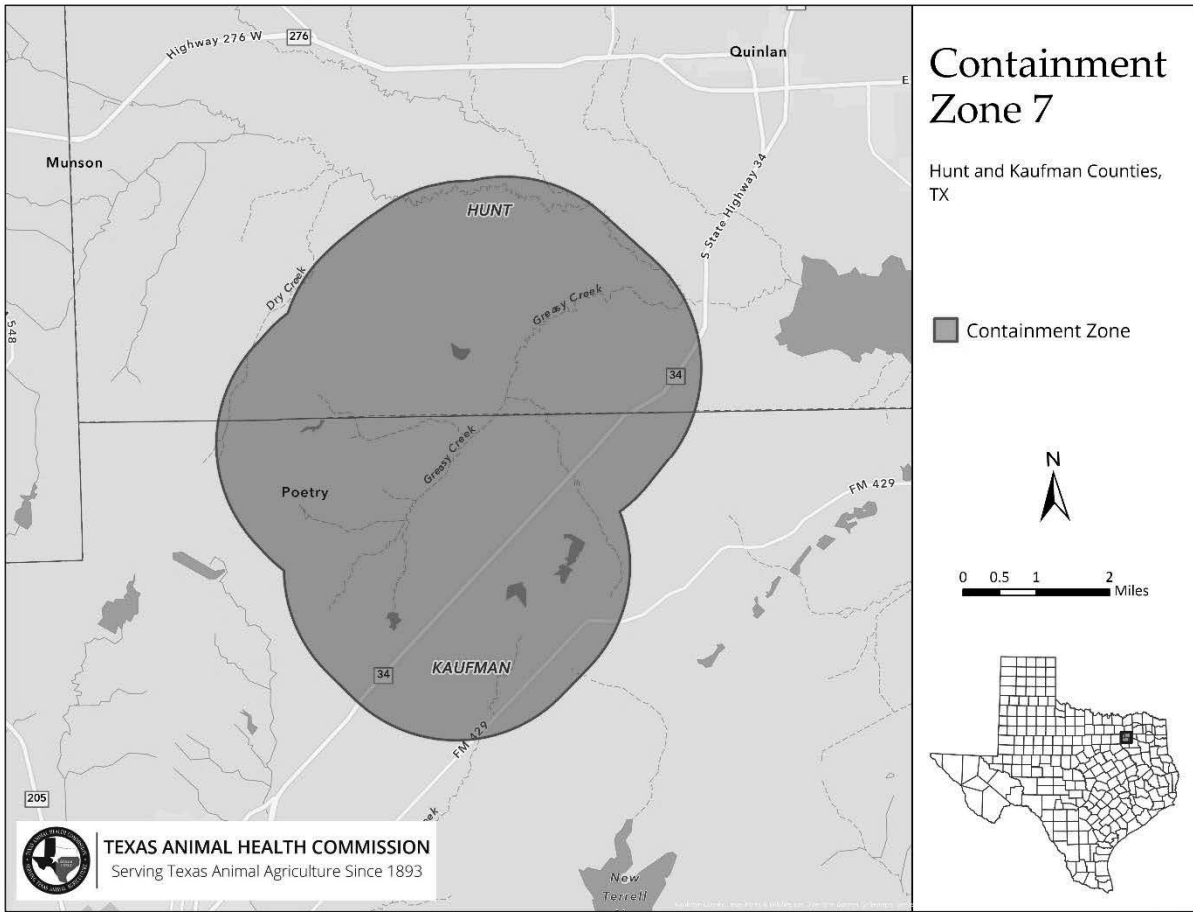 Highway 276 W
276
Quinlan
E
Munson
S State Highway 34
HUNT
Dry Creek
Greasy Creek
548
34
Greasy Creek
Poetry
FM 429
34
KAUFMAN
FM 429
205
New
Terrell
TEXAS ANIMAL HEALTH COMMISSION
Serving Texas Animal Agriculture Since 1893
Containment
Zone 7
Hunt and Kaufman Counties,
TX
Containment Zone
N
0 0.5 1 2
Miles